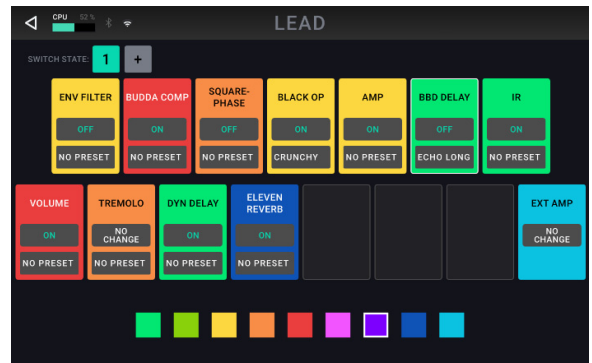 CPU 52 %
LEAD
SWITCH STATE: 1 +
ENV FILTER
OFF
NO PRESET
BUDDA COMP
ON
NO PRESET
SQUARE-
PHASE
OFF
NO PRESET
BLACK OP
ON
CRUNCHY
AMP
ON
NO PRESET
BBD DELAY
OFF
ECHO LONG
IR
ON
NO PRESET
VOLUME
ON
NO PRESET
TREMOLO
NO
CHANGE
NO PRESET
DYN DELAY
ON
NO PRESET
ELEVEN
REVERB
ON
NO PRESET
EXT AMP
NO
CHANGE